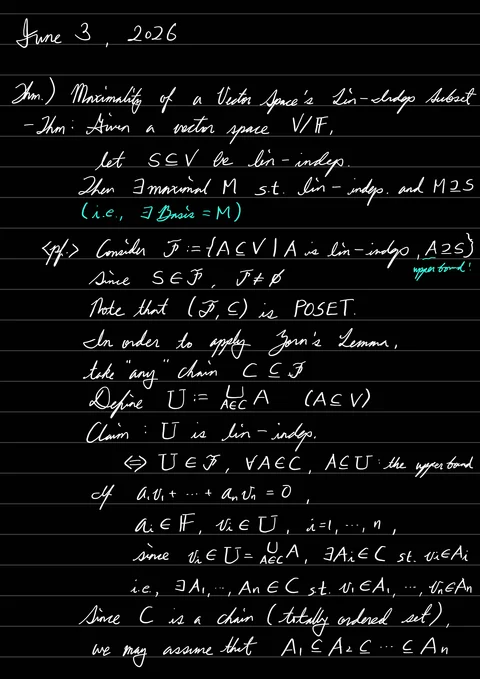 June 3, 2026
Thm.) Maximality of a Vector Space's Lin-Indep Subset
- Thm: Given a vector space V/𝔽,
let S⊆V be lin-indep.
Then ∃ maximal M s.t. lin-indep. and M⊇S
(i.e., ∃ Basis = M)
<pf.> Consider ℱ := {A⊆V | A is lin-indep, A⊇S}
upper bound!
Since S∈ℱ, ℱ≠∅
Note that (ℱ, ⊆) is POSET.
In order to apply Zorn's Lemma,
take "any" chain C⊆ℱ
Define U := ∪_{A∈C} A (A⊆V)
Claim: U is lin-indep.
⇔ U∈ℱ, ∀A∈C, A⊆U: the upper bound
If a₁v₁ + ⋯ + aₙvₙ = 0,
aᵢ∈𝔽, vᵢ∈U, i=1, ⋯, n,
since vᵢ∈U = ∪_{A∈C} A, ∃Aᵢ∈C st. vᵢ∈Aᵢ
i.e., ∃A₁, ⋯, Aₙ∈C st. v₁∈A₁, ⋯, vₙ∈Aₙ
Since C is a chain (totally ordered set),
we may assume that A₁⊆A₂⊆ ⋯ ⊆Aₙ